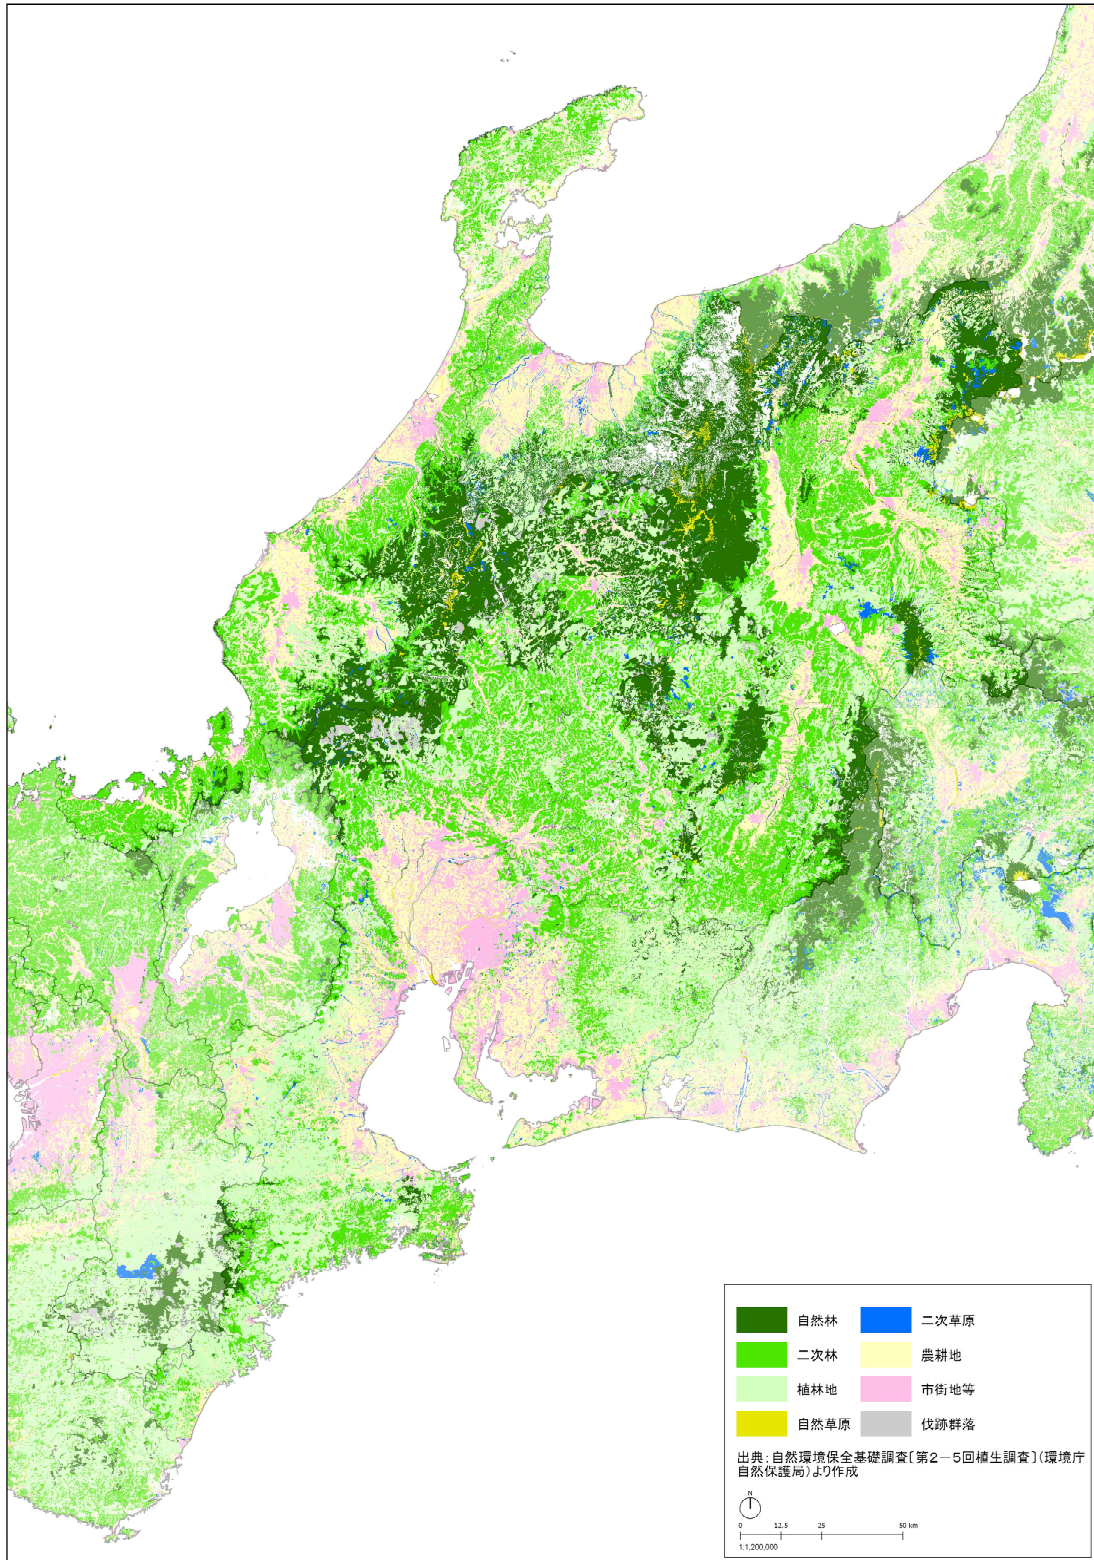 自然林
二次草原
二次林
農耕地
植林地
市街地等
自然草原
伐跡群落
出典:自然環境保全基礎調査[第2-5回植生調査](環境庁
自然保護局)より作成
N
0 12.5 25 50 km
1:1,200,000